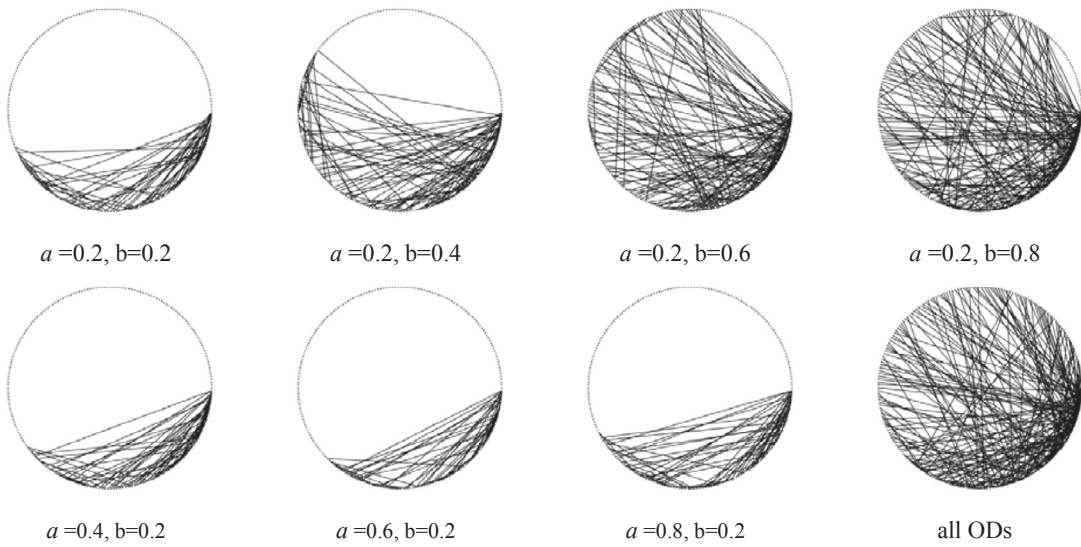 a =0.2, b=0.2
a =0.2, b=0.4
a =0.2, b=0.6
a =0.2, b=0.8
a =0.4, b=0.2
a =0.6, b=0.2
a =0.8, b=0.2
all ODs